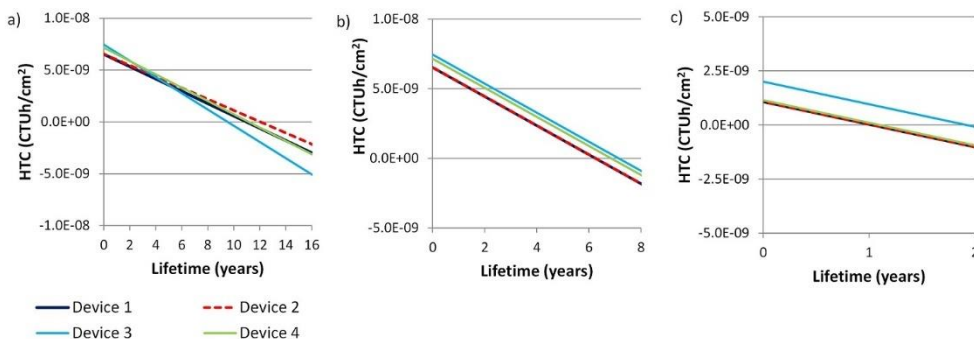 a)
1.0E-08
5.0E-09
0.0E+00
-5.0E-09
-1.0E-08
HTC (CTUh/cm²)
0 2 4 6 8 10 12 14 16
Lifetime (years)
b)
1.0E-08
5.0E-09
0.0E+00
-5.0E-09
HTC (CTUh/cm²)
0 2 4 6 8
Lifetime (years)
c)
5.0E-09
2.5E-09
0.0E+00
-2.5E-09
-5.0E-09
HTC (CTUh/cm²)
0 1 2
Lifetime (years)
Device 1 Device 2
Device 3 Device 4